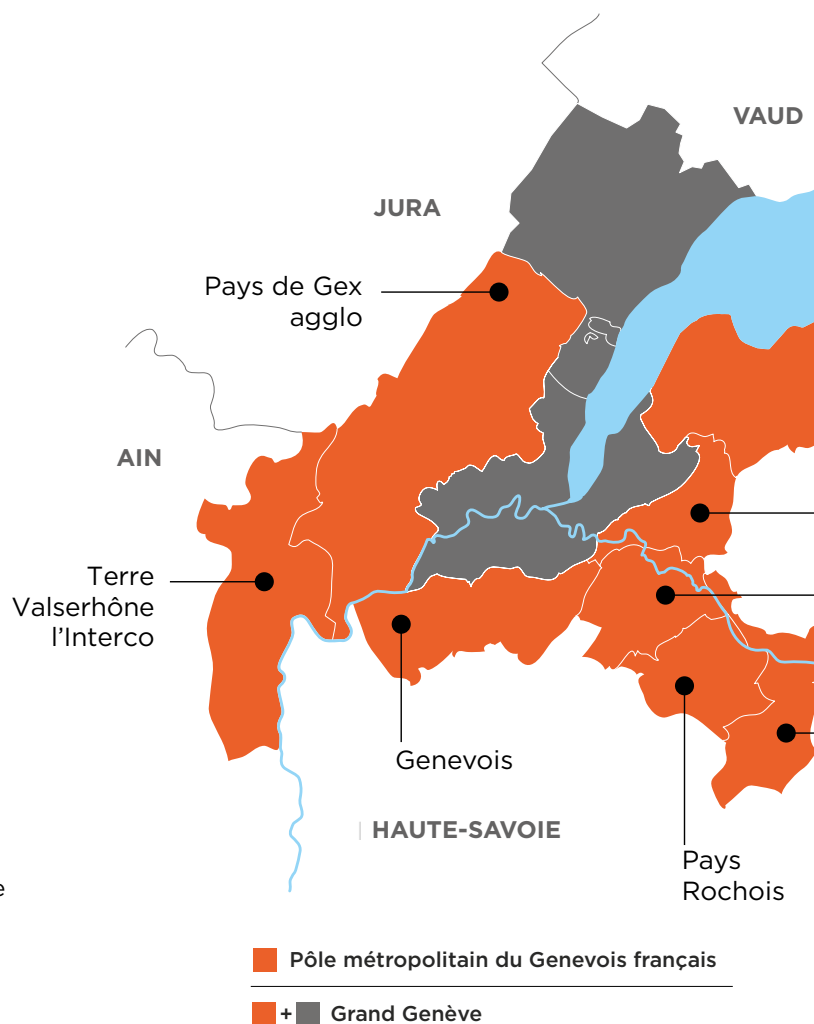 VAUD
JURA
Pays de Gex
agglo
AIN
Terre
Valserhône
l'Interco
Genevois
HAUTE-SAVOIE
Pays
Rochois
e
Pôle métropolitain du Genevois français
+ Grand Genève